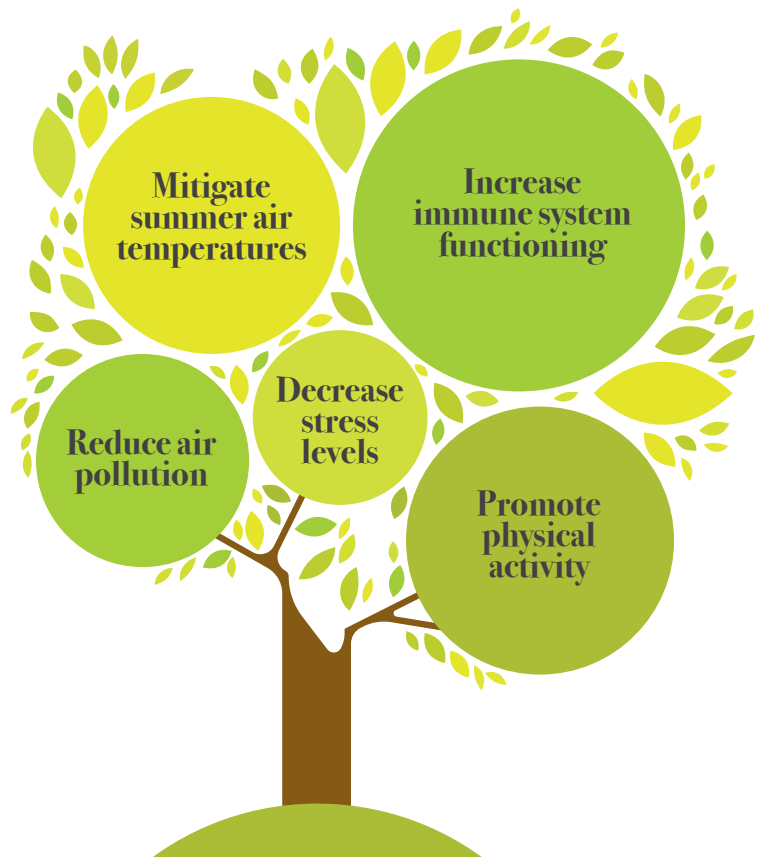 Mitigate
summer air
temperatures
Increase
immune system
functioning
Decrease
stress
levels
Reduce air
pollution
Promote
physical
activity